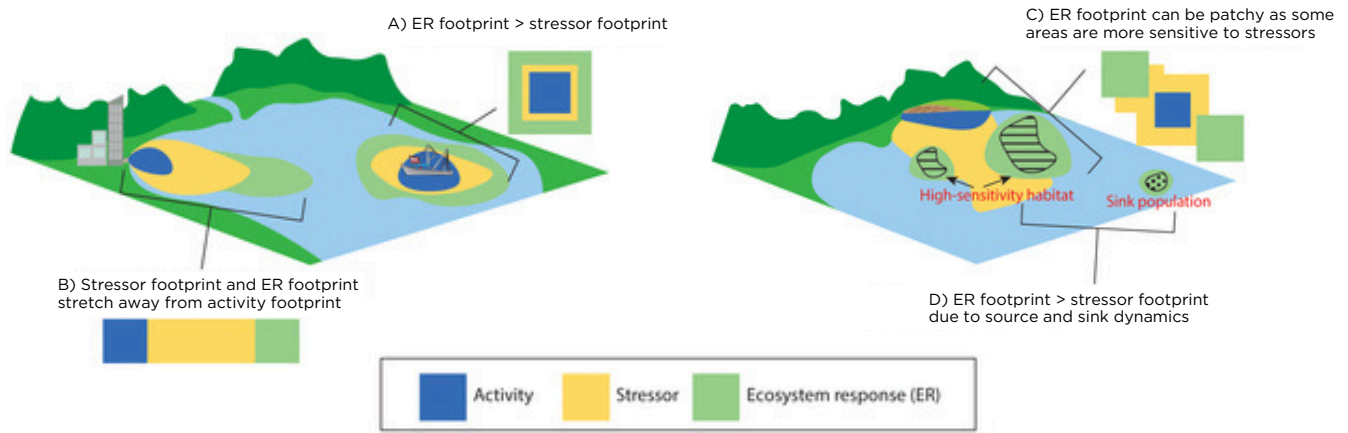 A) ER footprint > stressor footprint
C) ER footprint can be patchy as some
areas are more sensitive to stressors
High-sensitivity habitat
Sink population
B) Stressor footprint and ER footprint
stretch away from activity footprint
D) ER footprint > stressor footprint
due to source and sink dynamics
Activity
Stressor
Ecosystem response (ER)